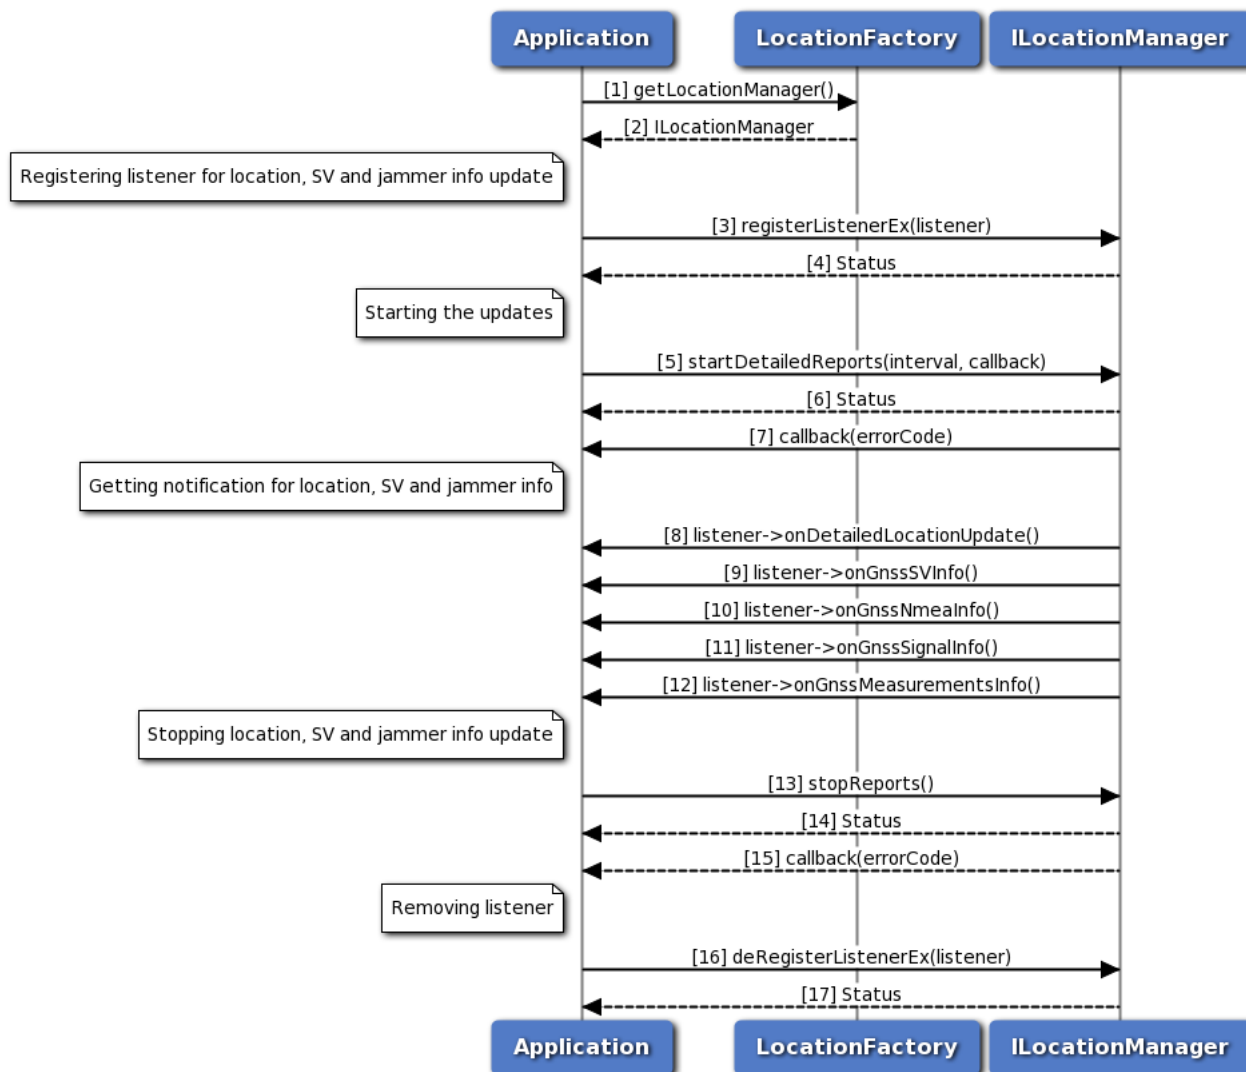 Application
LocationFactory
ILocationManager
[1] getLocationManager()
[2] ILocationManager
Registering listener for location, SV and jammer info update
[3] registerListenerEx(listener)
[4] Status
Starting the updates
[5] startDetailedReports(interval, callback)
[6] Status
[7] callback(errorCode)
Getting notification for location, SV and jammer info
[8] listener->onDetailedLocationUpdate()
[9] listener->onGnssSVInfo()
[10] listener->onGnssNmeaInfo()
[11] listener->onGnssSignalInfo()
[12] listener->onGnssMeasurementsInfo()
Stopping location, SV and jammer info update
[13] stopReports()
[14] Status
[15] callback(errorCode)
Removing listener
[16] deRegisterListenerEx(listener)
[17] Status
Application
LocationFactory
ILocationManager